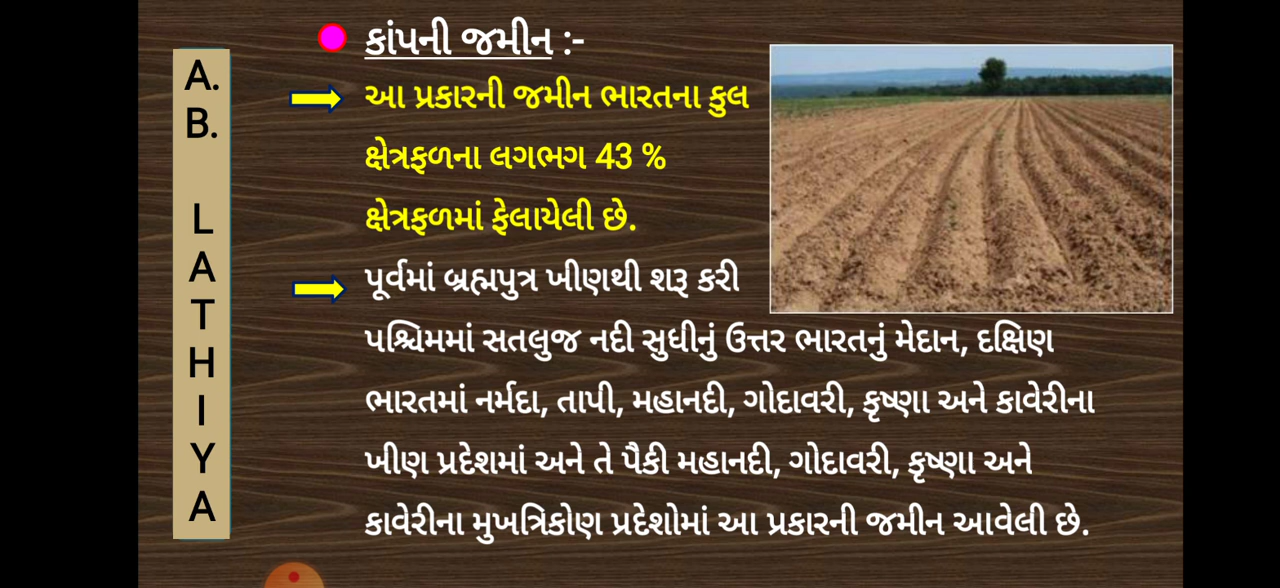 કાંપની જમીન :-
આ પ્રકારની જમીન ભારતના કુલ
ક્ષેત્રફળના લગભગ 43 %
ક્ષેત્રફળમાં ફેલાયેલી છે.
પૂર્વમાં બ્રહ્મપુત્ર ખીણથી શરૂ કરી
પશ્ચિમમાં સતલુજ નદી સુધીનું ઉત્તર ભારતનું મેદાન, દક્ષિણ
ભારતમાં નર્મદા, તાપી, મહાનદી, ગોદાવરી, કૃષ્ણા અને કાવેરીના
ખીણ પ્રદેશમાં અને તે પૈકી મહાનદી, ગોદાવરી, કૃષ્ણા અને
કાવેરીના મુખત્રિકોણ પ્રદેશોમાં આ પ્રકારની જમીન આવેલી છે.
A.
B.
L
A
T
H
I
Y
A